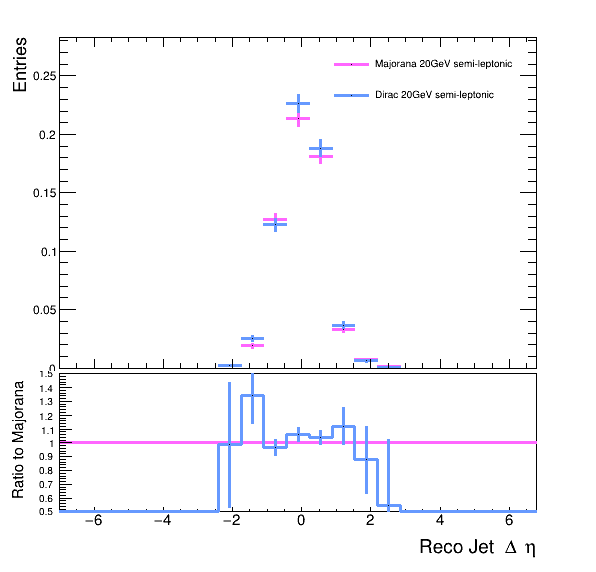 Entries
Majorana 20GeV semi-leptonic
Dirac 20GeV semi-leptonic
0.25
0.2
0.15
0.1
0.05
0
Ratio to Majorana
1.5
1.4
1.3
1.2
1.1
1
0.9
0.8
0.7
0.6
0.5
−6 −4 −2 0 2 4 6
Reco Jet Δ η